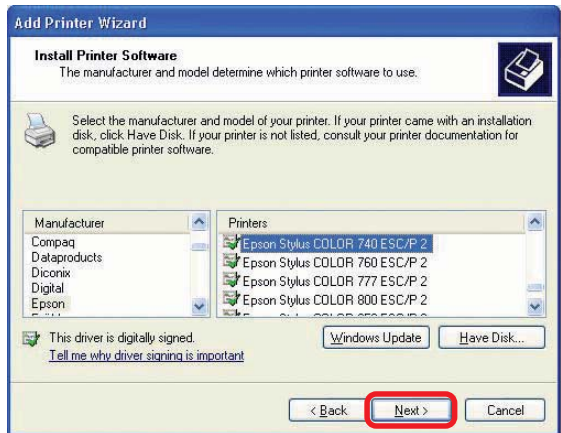 Add Printer Wizard
Install Printer Software
The manufacturer and model determine which printer software to use.
Select the manufacturer and model of your printer. If your printer came with an installation
disk, click Have Disk. If your printer is not listed, consult your printer documentation for
compatible printer software.
Manufacturer
Compaq
Dataproducts
Diconix
Digital
Epson
Printers
Epson Stylus COLOR 740 ESC/P 2
Epson Stylus COLOR 760 ESC/P 2
Epson Stylus COLOR 777 ESC/P 2
Epson Stylus COLOR 800 ESC/P 2
This driver is digitally signed.
Tell me why driver signing is important
Windows Update
Have Disk...
< Back
Next >
Cancel